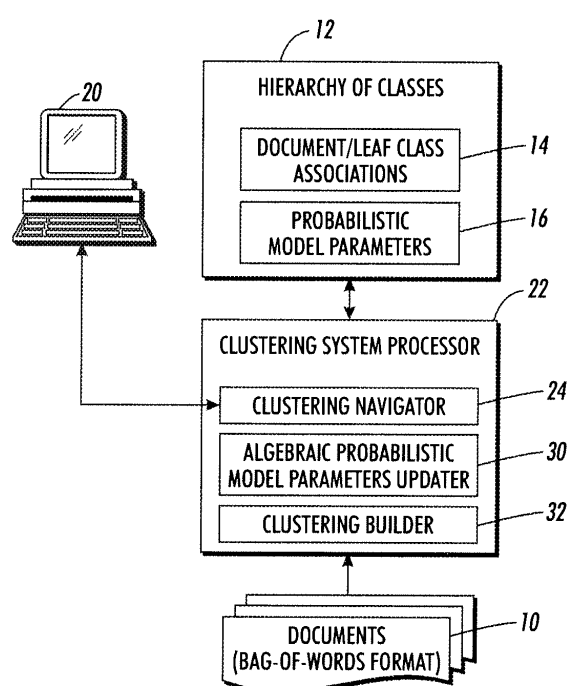 12
20
HIERARCHY OF CLASSES
DOCUMENT/LEAF CLASS
ASSOCIATIONS
14
PROBABILISTIC
MODEL PARAMETERS
16
22
CLUSTERING SYSTEM PROCESSOR
CLUSTERING NAVIGATOR
24
ALGEBRAIC PROBABILISTIC
MODEL PARAMETERS UPDATER
30
CLUSTERING BUILDER
32
DOCUMENTS
(BAG-OF-WORDS FORMAT)
10